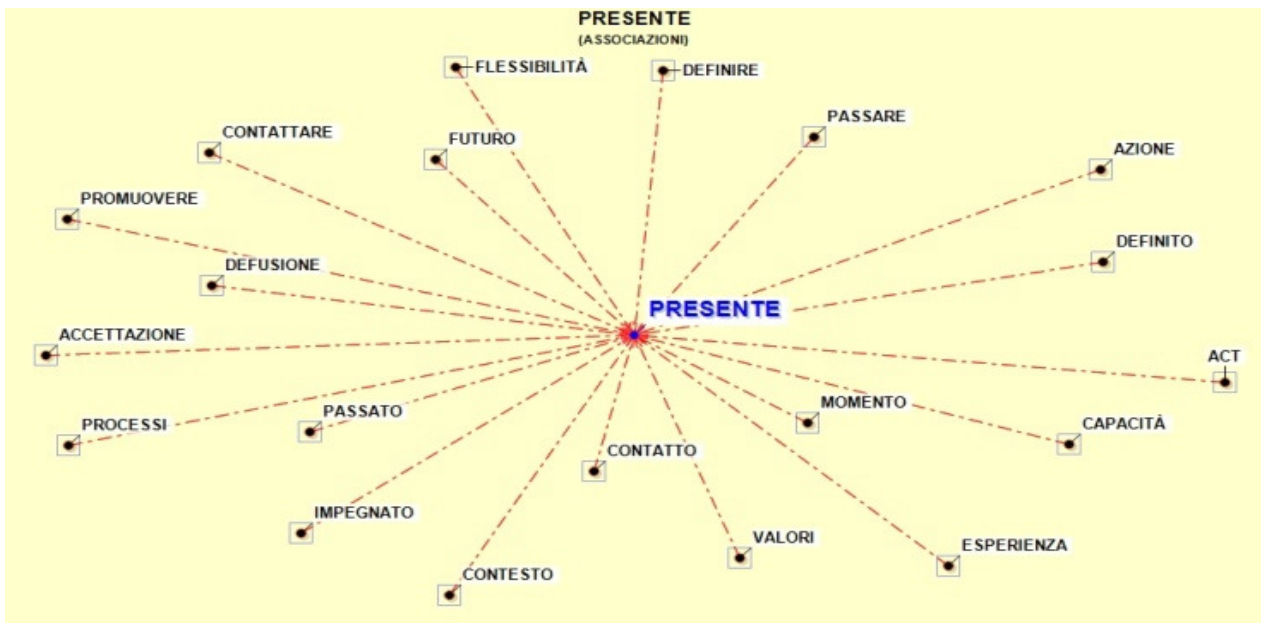 PRESENTE
(ASSOCIAZIONI)
FLESSIBILITÀ
DEFINIRE
PASSARE
CONTATTARE
FUTURO
AZIONE
PROMUOVERE
DEFINITO
DEFUSIONE
PRESENTE
ACCETTAZIONE
ACT
MOMENTO
PASSATO
CAPACITÀ
PROCESSI
CONTATTO
IMPEGNATO
VALORI
ESPERIENZA
CONTESTO